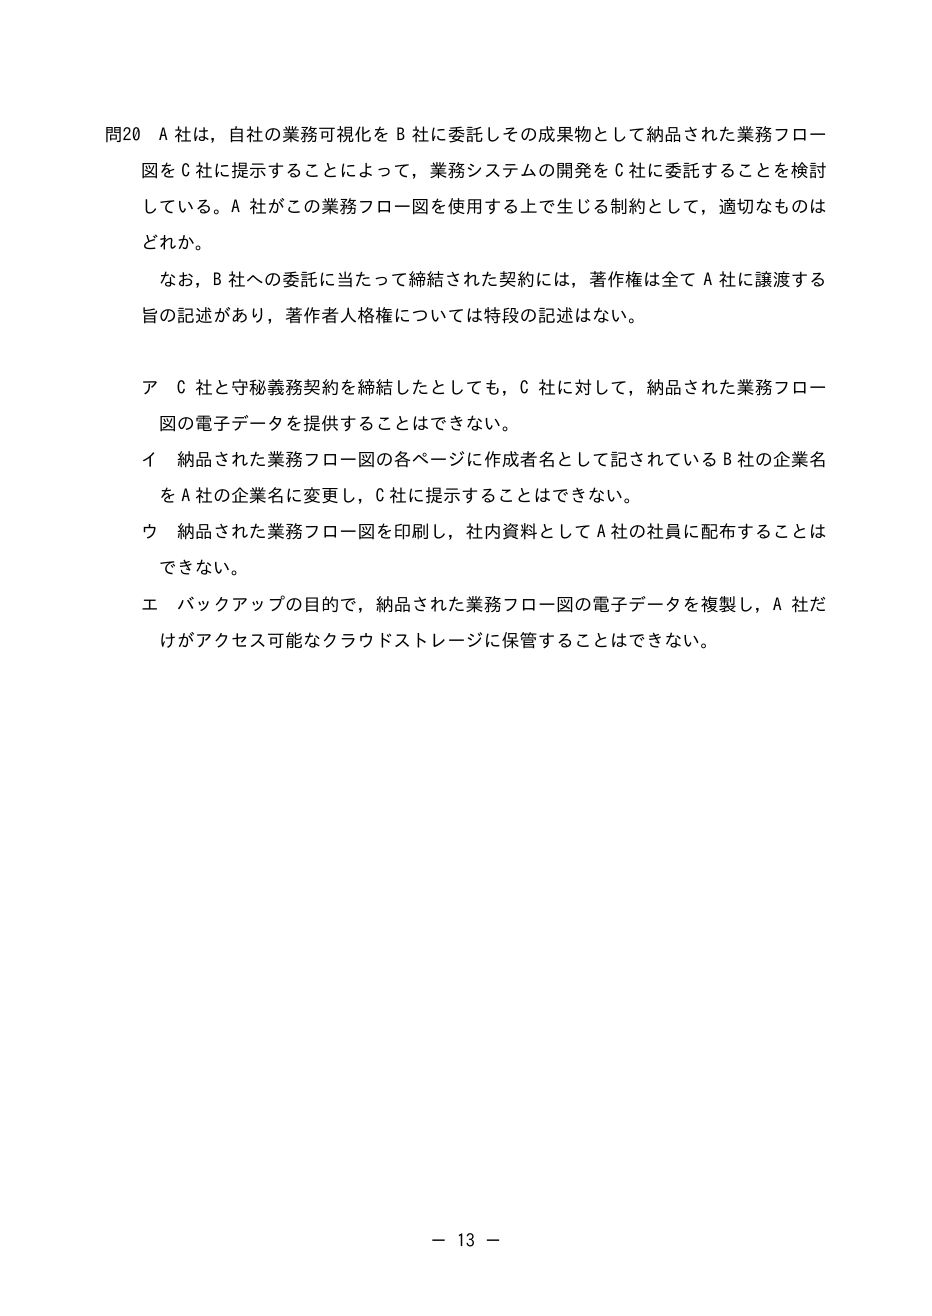 問20 A 社は，自社の業務可視化を B 社に委託しその成果物として納品された業務フロー
図を C 社に提示することによって，業務システムの開発を C 社に委託することを検討
している。A 社がこの業務フロー図を使用する上で生じる制約として，適切なものは
どれか。
なお，B 社への委託に当たって締結された契約には，著作権は全て A 社に譲渡する
旨の記述があり，著作者人格権については特段の記述はない。
ア C 社と守秘義務契約を締結したとしても，C 社に対して，納品された業務フロー
図の電子データを提供することはできない。
イ 納品された業務フロー図の各ページに作成者名として記されている B 社の企業名
を A 社の企業名に変更し，C 社に提示することはできない。
ウ 納品された業務フロー図を印刷し，社内資料として A 社の社員に配布することは
できない。
エ バックアップの目的で，納品された業務フロー図の電子データを複製し，A 社だ
けがアクセス可能なクラウドストレージに保管することはできない。
－ 13 －